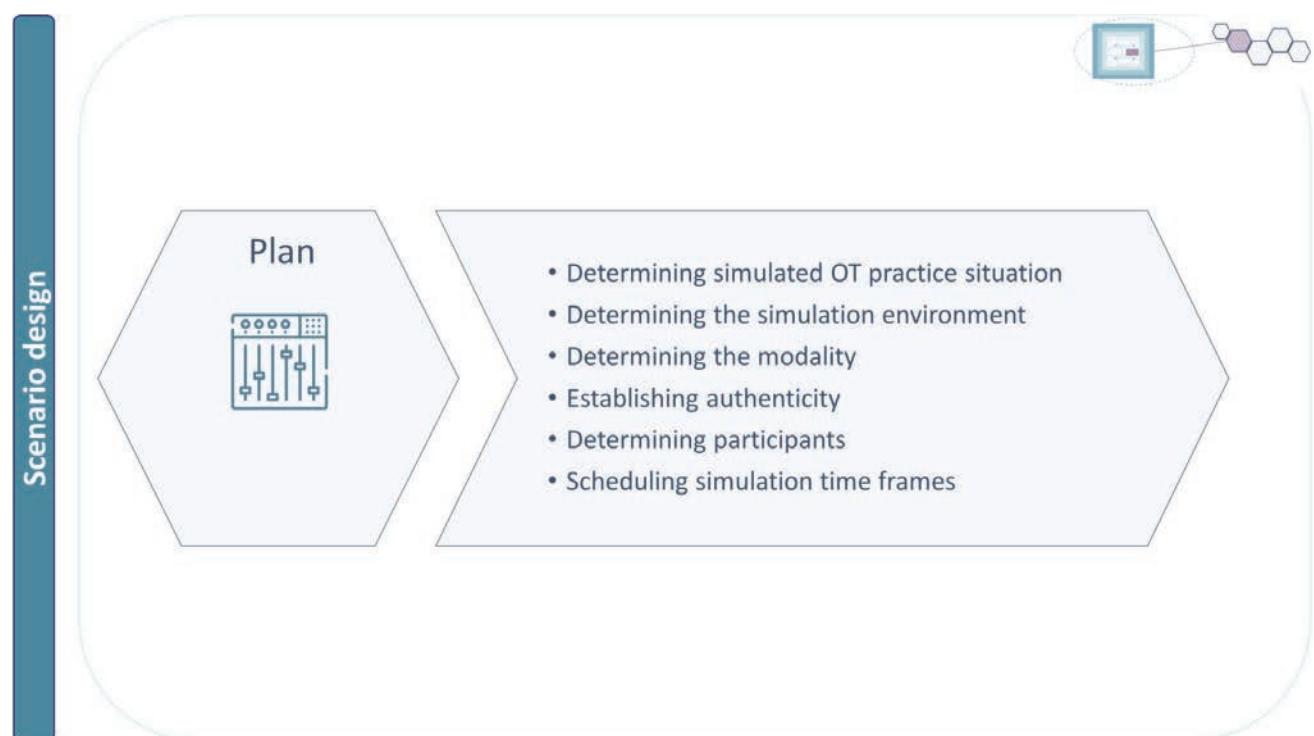 Scenario design
Plan
• Determining simulated OT practice situation
• Determining the simulation environment
• Determining the modality
• Establishing authenticity
• Determining participants
• Scheduling simulation time frames